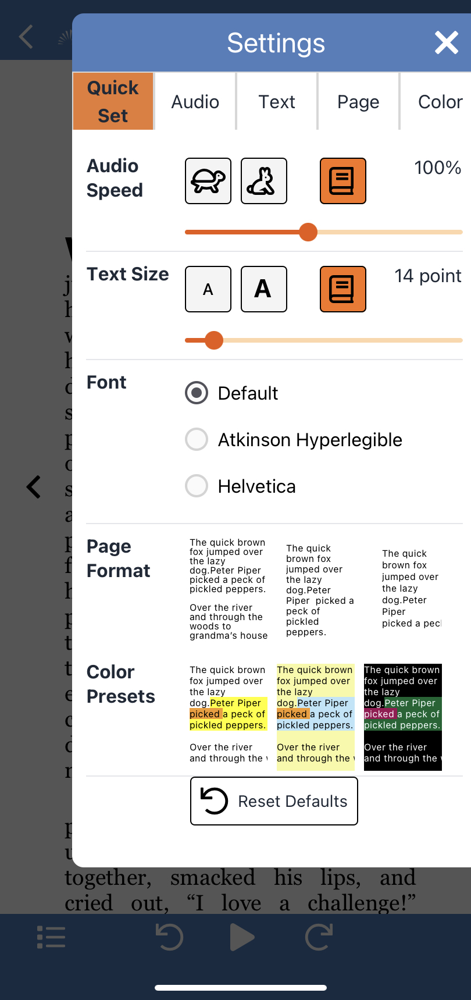 Settings
Quick
Set
Audio
Text
Page
Color
Audio
Speed
100%
Text Size
A
A
14 point
Font
Default
Atkinson Hyperlegible
Helvetica
Page
Format
The quick brown
fox jumped over
the lazy
dog.Peter Piper
picked a peck of
pickled peppers.
Over the river
and through the
woods to
grandma's house
The quick
brown fox
jumped over
the lazy
dog.Peter
Piper picked a
peck of
pickled
peppers.
The quick
brown fox
jumped over
the lazy
dog.Peter
Piper
picked a pec
Color
Presets
The quick brown
fox jumped over
the lazy
dog.Peter Piper
picked a peck of
pickled peppers.
Over the river
and through the
The quick brown
fox jumped over
the lazy
dog.Peter Piper
picked a peck of
pickled peppers.
Over the river
and through the
The quick brown
fox jumped over
the lazy
dog.Peter Piper
picked a peck of
pickled peppers.
Over the river
and through the
Reset Defaults
together, smacked his lips, and
cried out, “I love a challenge!”